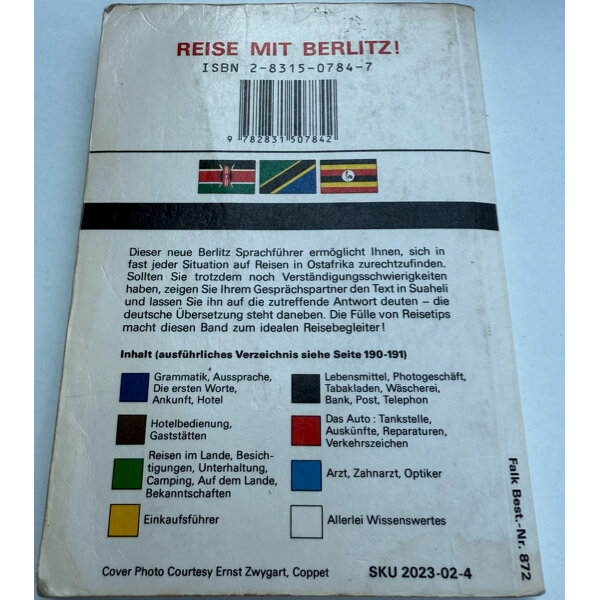 REISE MIT BERLITZ!
ISBN 2-8315-0784-7
9 782831 507842
Dieser neue Berlitz Sprachführer ermöglicht Ihnen, sich in
fast jeder Situation auf Reisen in Ostafrika zurechtzufinden.
Sollten Sie trotzdem noch Verständigungsschwierigkeiten
haben, zeigen Sie Ihrem Gesprächspartner den Text in Suaheli
und lassen Sie ihn auf die zutreffende Antwort deuten – die
deutsche Übersetzung steht daneben. Die Fülle von Reisetips
macht diesen Band zum idealen Reisebegleiter!
Inhalt (ausführliches Verzeichnis siehe Seite 190-191)
Grammatik, Aussprache,
Die ersten Worte,
Ankunft, Hotel
Hotelbedienung,
Gaststätten
Reisen im Lande, Besich-
tigungen, Unterhaltung,
Camping, Auf dem Lande,
Bekanntschaften
Einkaufsführer
Lebensmittel, Photogeschäft,
Tabakladen, Wäscherei,
Bank, Post, Telephon
Das Auto: Tankstelle,
Auskünfte, Reparaturen,
Verkehrszeichen
Arzt, Zahnarzt, Optiker
Allerlei Wissenswertes
Falk Best.-Nr. 872
Cover Photo Courtesy Ernst Zwygart, Coppet
SKU 2023-02-4